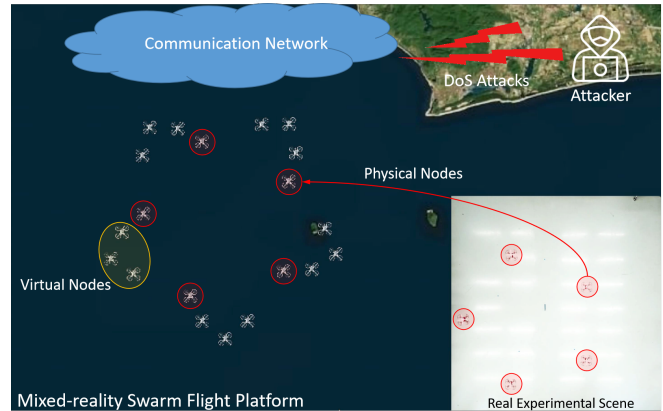 Communication Network
DoS Attacks
Attacker
Physical Nodes
Virtual Nodes
Mixed-reality Swarm Flight Platform
Real Experimental Scene